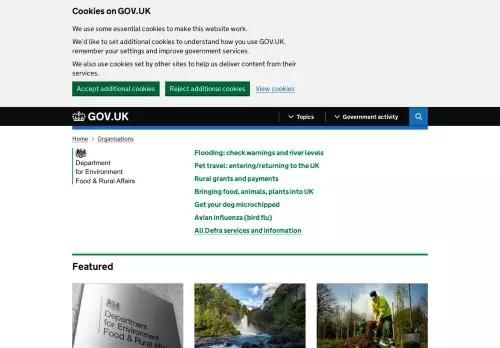 Cookies on GOV.UK
We use some essential cookies to make this website work.
We'd like to set additional cookies to understand how you use GOV.UK,
remember your settings and improve government services.
We also use cookies set by other sites to help us deliver content from their
services.
Accept additional cookies
Reject additional cookies
View cookies
GOV.UK
Topics
Government activity
Home
Organisations
Department
for Environment
Food & Rural Affairs
Flooding: check warnings and river levels
Pet travel: entering/returning to the UK
Rural grants and payments
Bringing food, animals, plants into UK
Get your dog microchipped
Avian influenza (bird flu)
All Defra services and information
Featured
Department
for Environment
Food & Rural Affairs